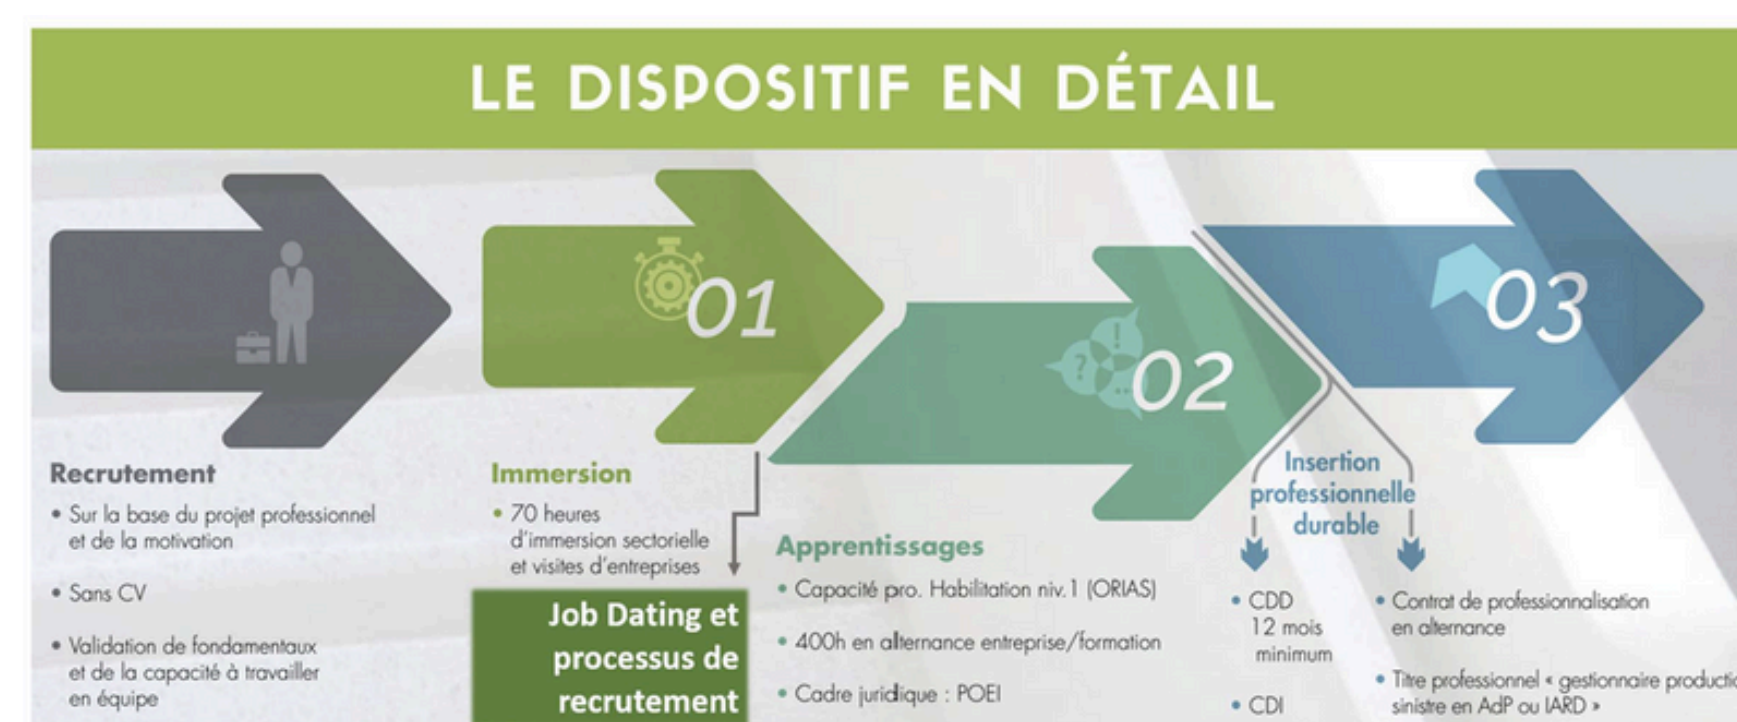 LE DISPOSITIF EN DÉTAIL
01
02
03
Recrutement
• Sur la base du projet professionnel
et de la motivation
• Sans CV
• Validation de fondamentaux
et de la capacité à travailler
en équipe
Immersion
• 70 heures
d'immersion sectorielle
et visites d'entreprises
Job Dating et
processus de
recrutement
Apprentissages
• Capacité pro. Habilitation niv.1 (ORIAS)
• 400h en alternance entreprise/formation
• Cadre juridique : POEI
Insertion
professionnelle
durable
• CDD
12 mois
minimum
• CDI
• Contrat de professionnalisation
en alternance
• Titre professionnel « gestionnaire
sinistre en AdP ou IARD »